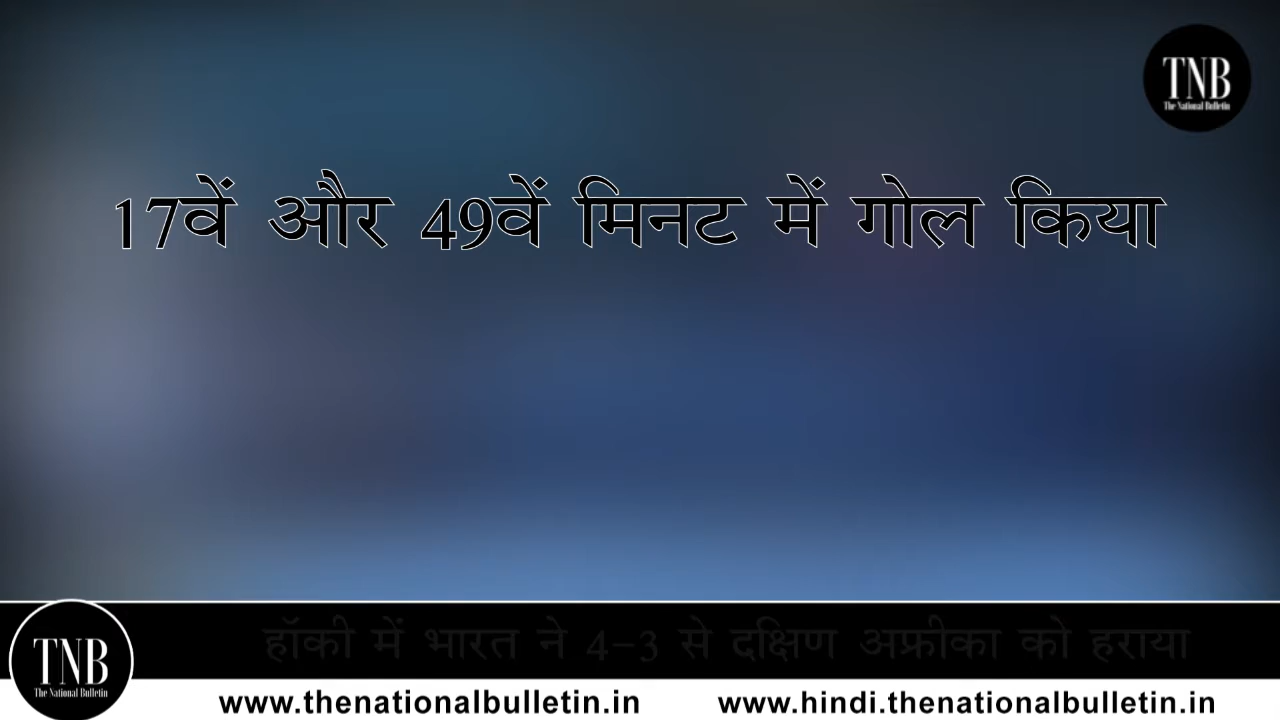 TNB
The National Bulletin
17वें और 49वें मिनट में गोल किया
हॉकी में भारत ने 4-3 से दक्षिण अफ्रीका को हराया
TNB
The National Bulletin
www.thenationalbulletin.in
www.hindi.thenationalbulletin.in